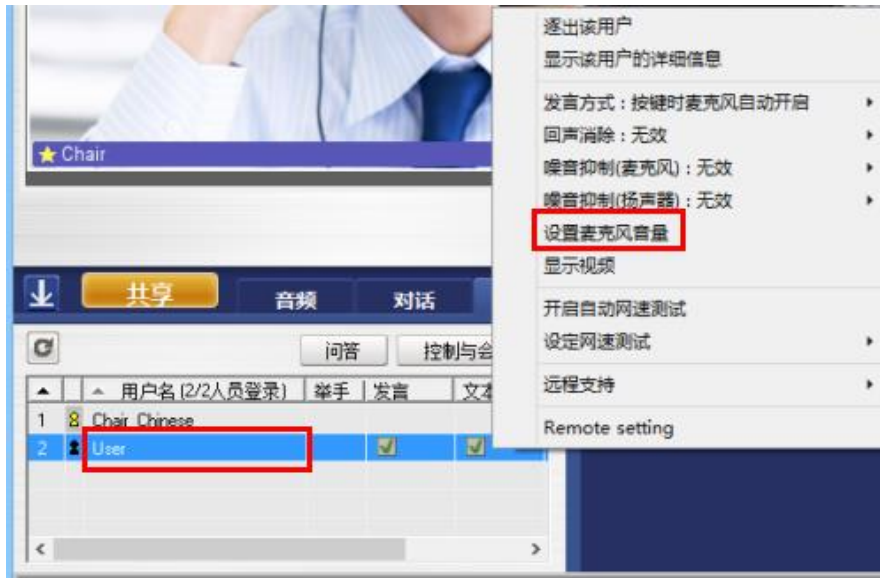 逐出该用户
显示该用户的详细信息
发言方式：按键时麦克风自动开启
回声消除：无效
噪音抑制(麦克风)：无效
噪音抑制(扬声器)：无效
设置麦克风音量
显示视频
开启自动网速测试
设定网速测试
远程支持
Remote setting
Chair
共享 音频 对话
问答 控制与会
用户名 (2/2人员登录) 举手 发言 文本
1 Chair Chinese
2 User